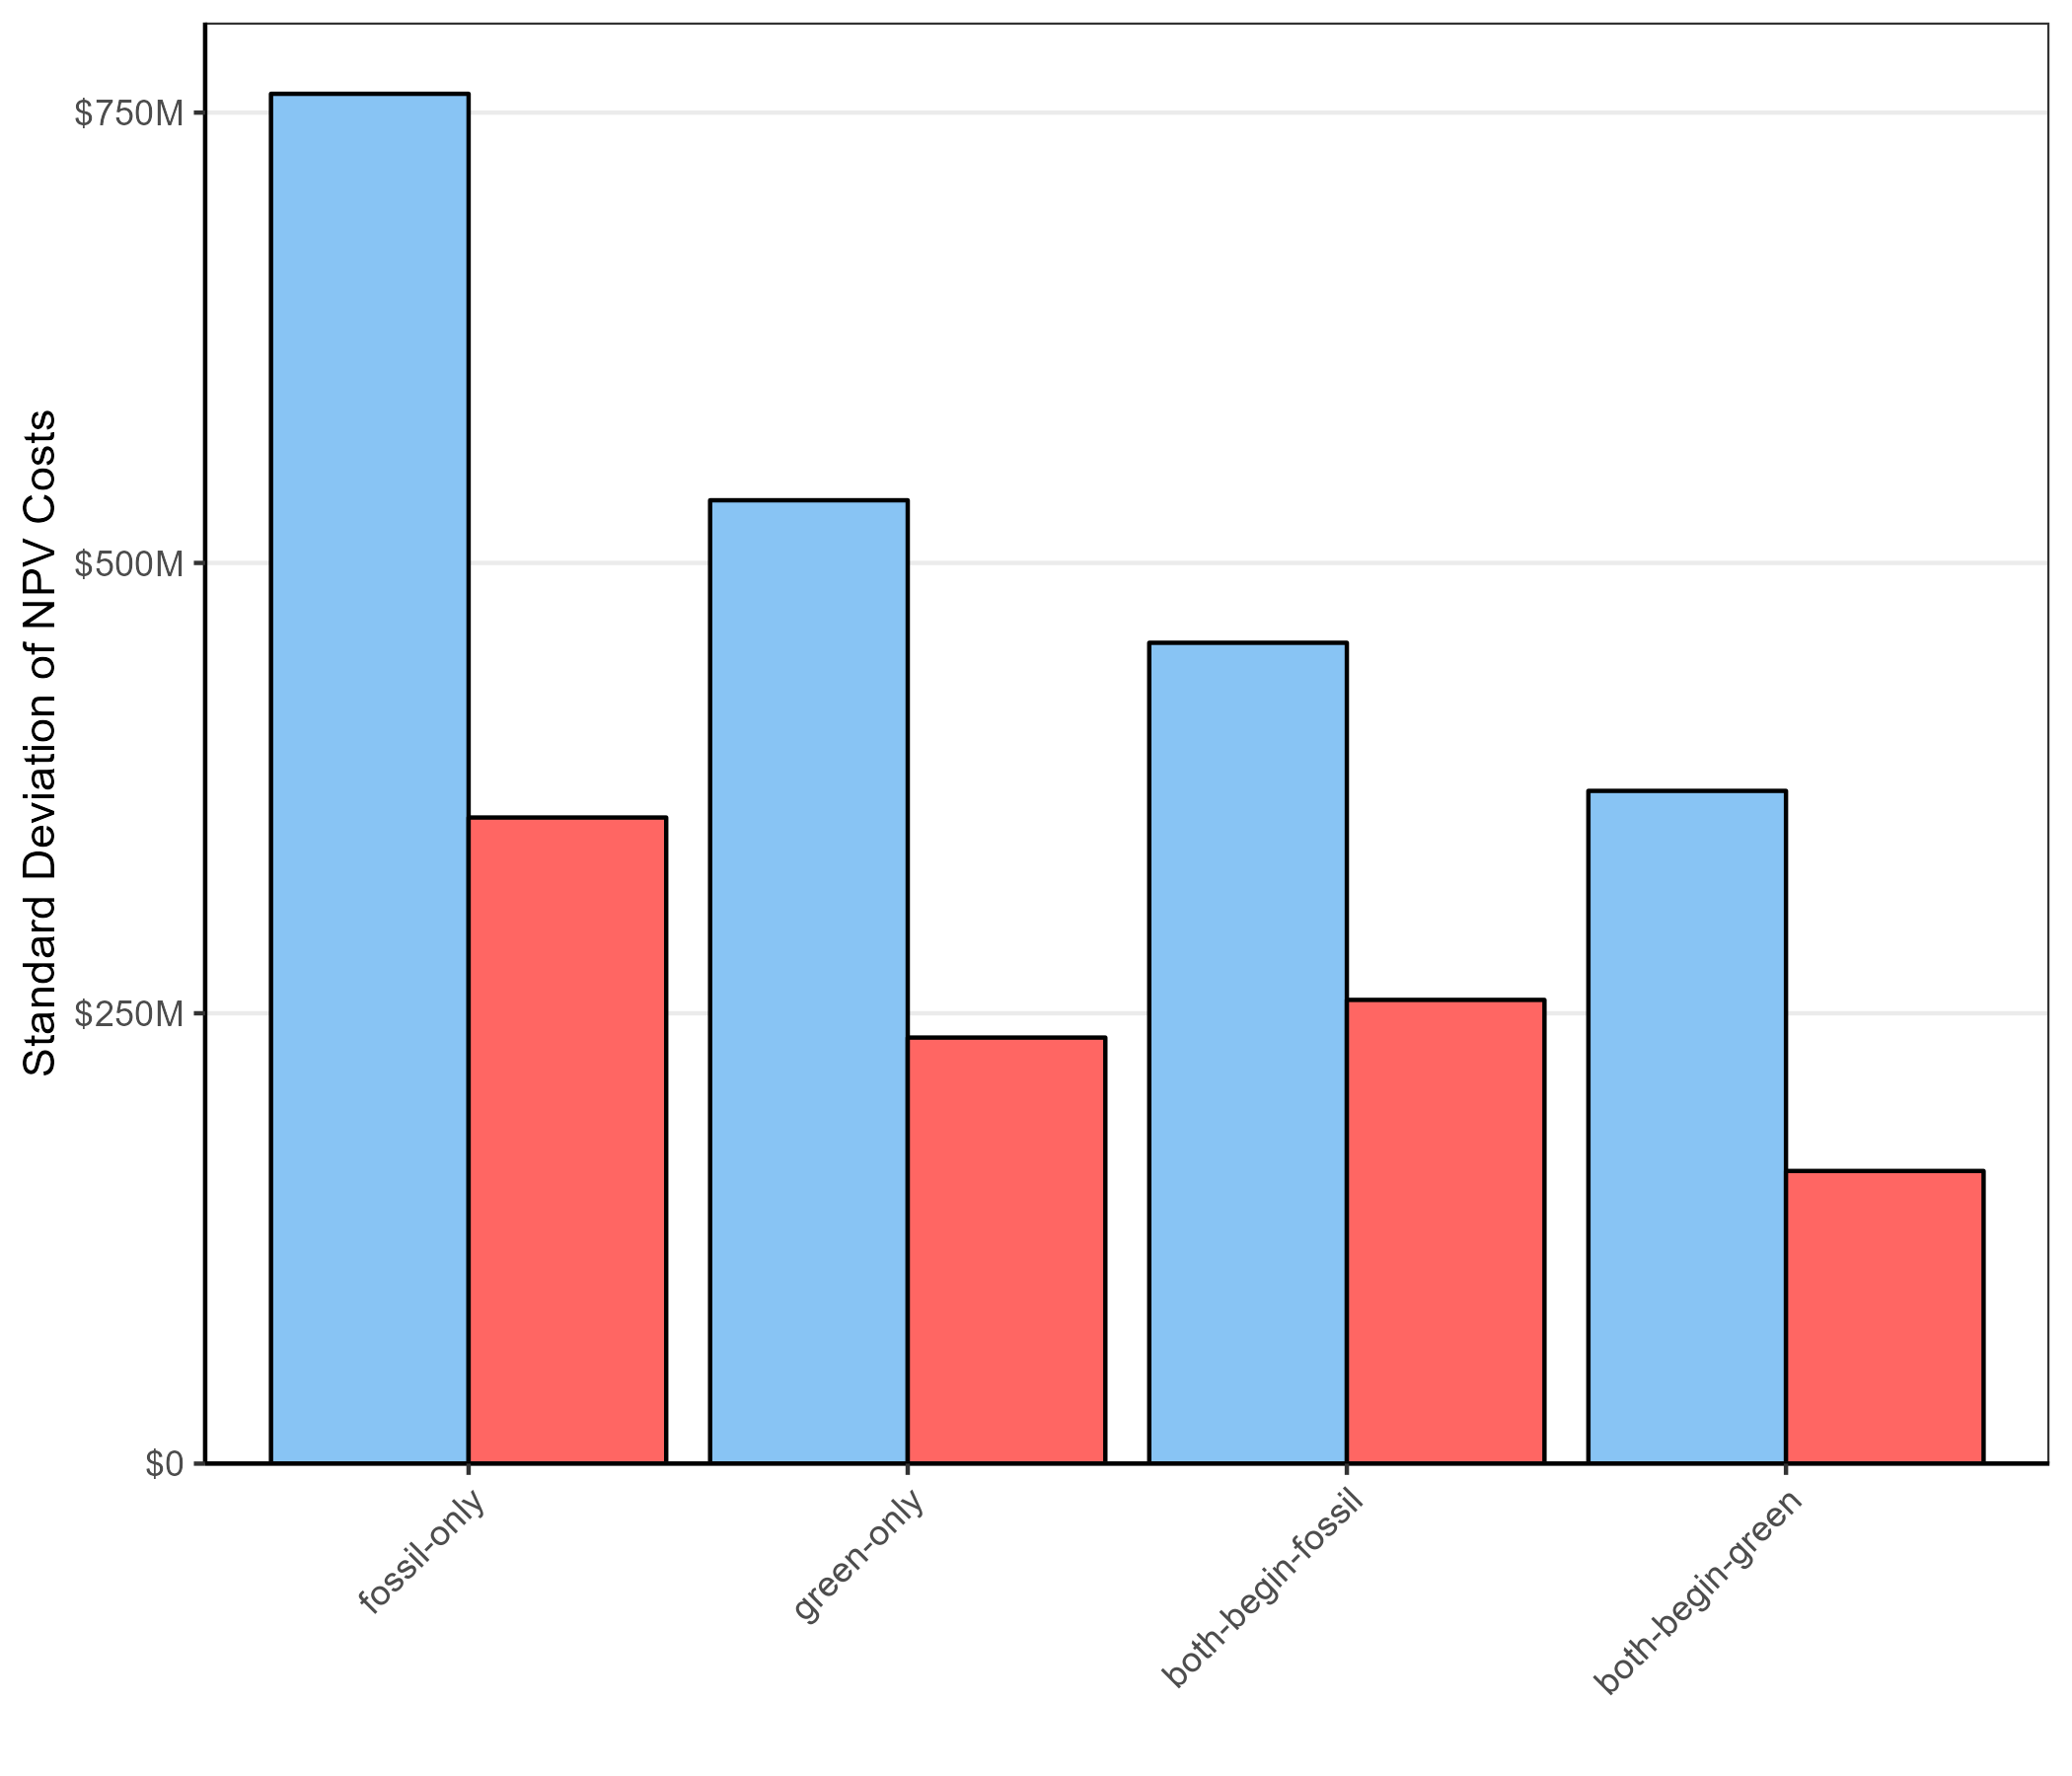 Standard Deviation of NPV Costs
$750M
$500M
$250M
$0
fossil-only
green-only
both-begin-fossil
both-begin-green